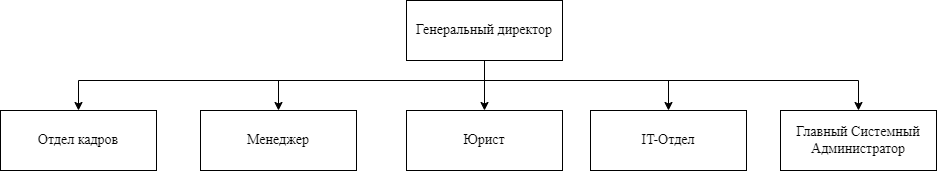 Генеральный директор
Отдел кадров
Менеджер
Юрист
IT-Отдел
Главный Системный
Администратор